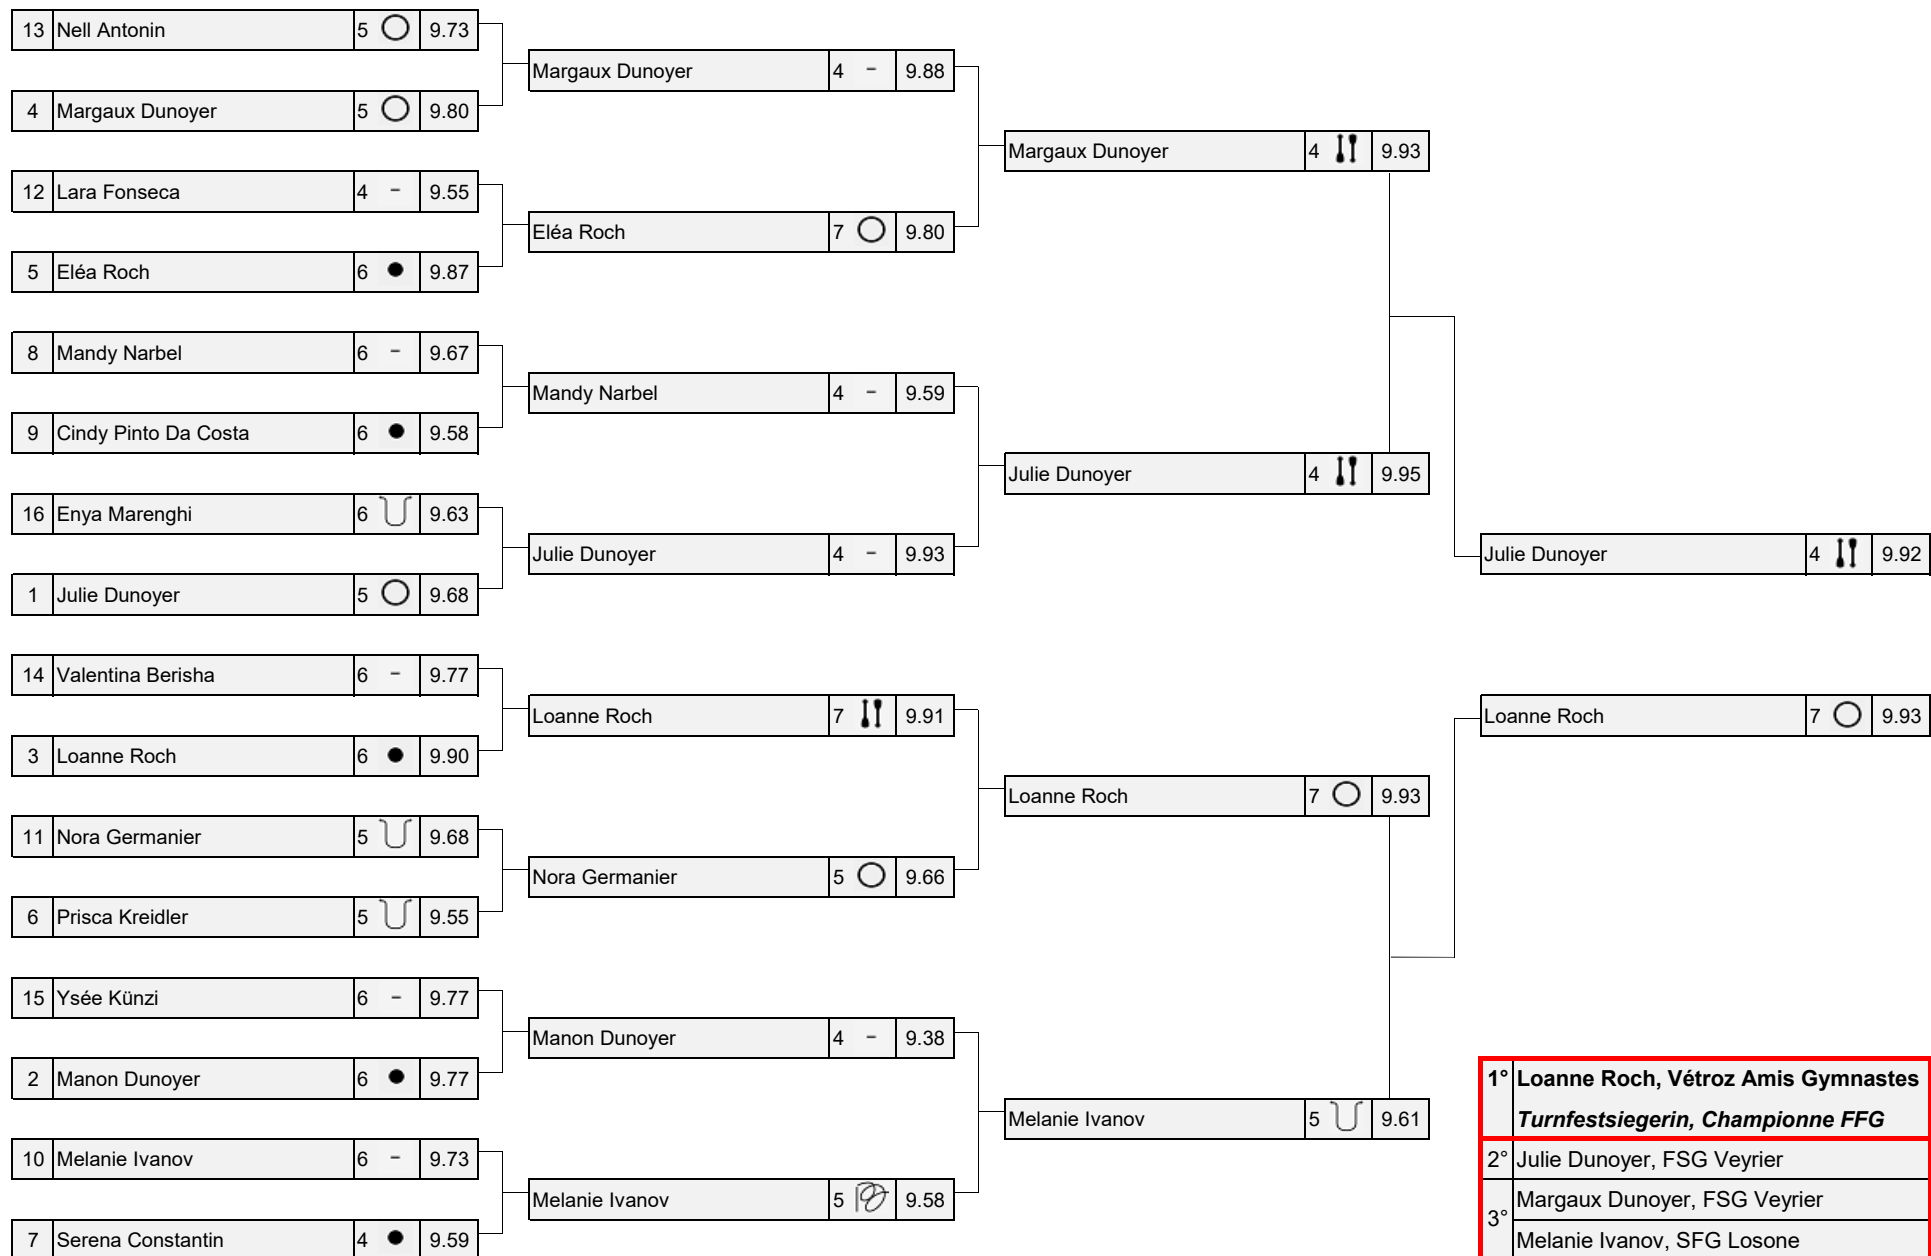 13 Nell Antonin 5 9.73
4 Margaux Dunoyer 5 9.80
12 Lara Fonseca 4 - 9.55
5 Eléa Roch 6 9.87
8 Mandy Narbel 6 - 9.67
9 Cindy Pinto Da Costa 6 9.58
16 Enya Marenghi 6 9.63
1 Julie Dunoyer 5 9.68
14 Valentina Berisha 6 - 9.77
3 Loanne Roch 6 9.90
11 Nora Germanier 5 9.68
6 Prisca Kreidler 5 9.55
15 Ysée Künzi 6 - 9.77
2 Manon Dunoyer 6 9.77
10 Melanie Ivanov 6 - 9.73
7 Serena Constantin 4 9.59
Margaux Dunoyer 4 - 9.88
Eléa Roch 7 9.80
Mandy Narbel 4 - 9.59
Julie Dunoyer 4 - 9.93
Loanne Roch 7 9.91
Nora Germanier 5 9.66
Manon Dunoyer 4 - 9.38
Melanie Ivanov 5 9.58
Margaux Dunoyer 4 9.93
Julie Dunoyer 4 9.95
Loanne Roch 7 9.93
Melanie Ivanov 5 9.61
Julie Dunoyer 4 9.92
Loanne Roch 7 9.93
1° Loanne Roch, Vétroz Amis Gymnastes
Turnfestsiegerin, Championne FFG
2° Julie Dunoyer, FSG Veyrier
3° Margaux Dunoyer, FSG Veyrier
Melanie Ivanov, SFG Losone